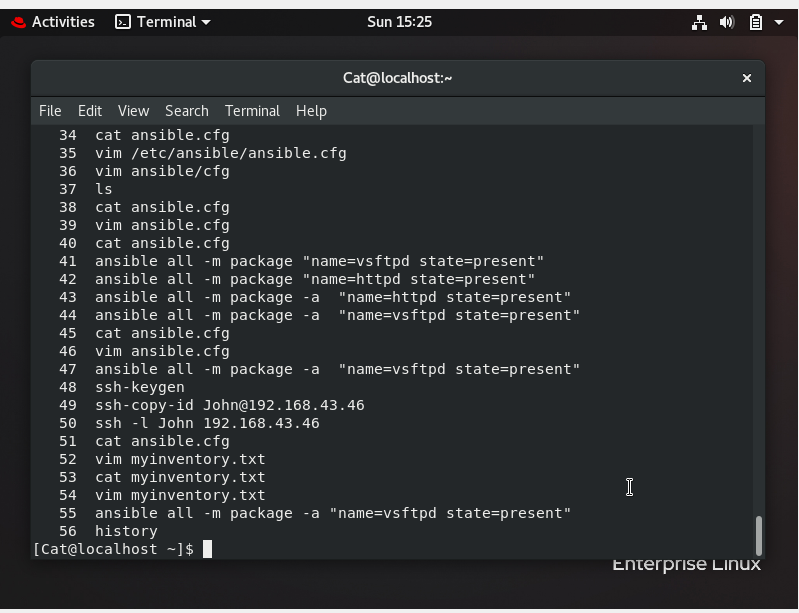 Activities Terminal Sun 15:25
Cat@localhost:~
File Edit View Search Terminal Help
34 cat ansible.cfg
35 vim /etc/ansible/ansible.cfg
36 vim ansible/cfg
37 ls
38 cat ansible.cfg
39 vim ansible.cfg
40 cat ansible.cfg
41 ansible all -m package "name=vsftpd state=present"
42 ansible all -m package "name=httpd state=present"
43 ansible all -m package -a  "name=httpd state=present"
44 ansible all -m package -a  "name=vsftpd state=present"
45 cat ansible.cfg
46 vim ansible.cfg
47 ansible all -m package -a  "name=vsftpd state=present"
48 ssh-keygen
49 ssh-copy-id John@192.168.43.46
50 ssh -l John 192.168.43.46
51 cat ansible.cfg
52 vim myinventory.txt
53 cat myinventory.txt
54 vim myinventory.txt
55 ansible all -m package -a "name=vsftpd state=present"
56 history
[Cat@localhost ~]$
Enterprise Linux